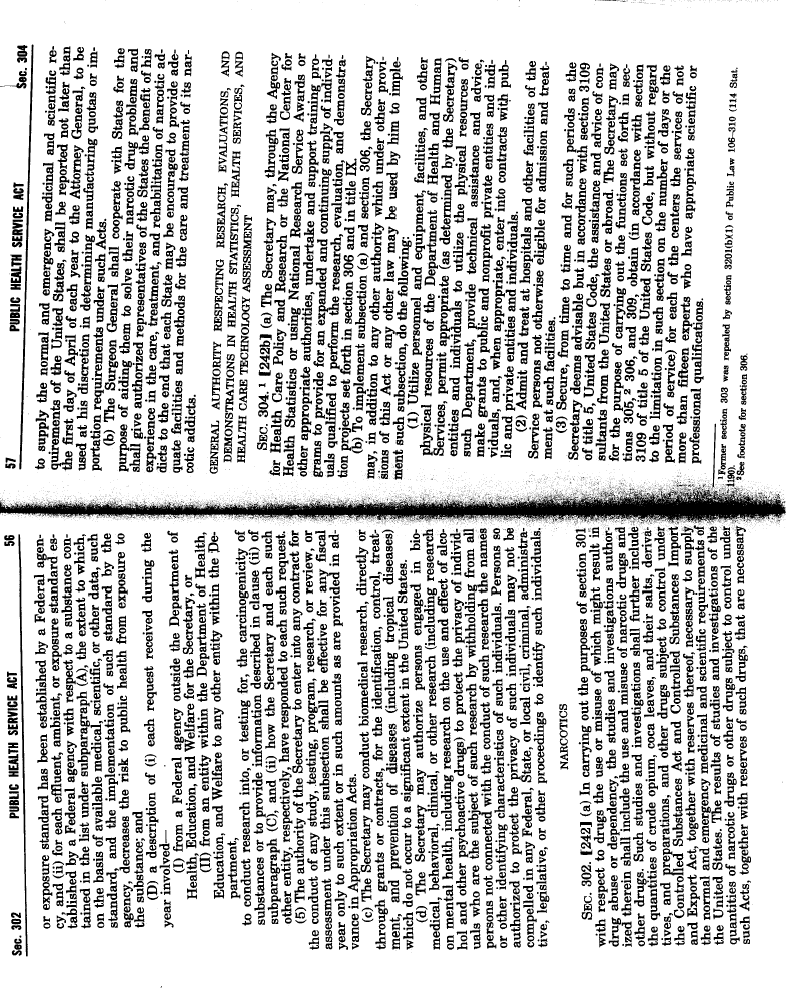 Sec. 302 PUBLIC HEALTH SERVICE ACT 56
or exposure standard has been established by a Federal agen-
cy, and (ii) for each effluent, ambient, or exposure standard es-
tablished by a Federal agency with respect to a substance con-
tained in the list under subparagraph (A), the extent to which,
on the basis of available medical, scientific, or other data, such
standard, and the implementation of such standard by the
agency, decreases the risk to public health from exposure to
the substance; and
(D) a description of (i) each request received during the
year involved—
(I) from a Federal agency outside the Department of
Health, Education, and Welfare for the Secretary, or
(II) from an entity within the Department of Health,
Education, and Welfare to any other entity within the De-
partment,
to conduct research into, or testing for, the carcinogenicity of
substances or to provide information described in clause (ii) of
subparagraph (C), and (ii) how the Secretary and each such
other entity, respectively, have responded to each such request.
(5) The authority of the Secretary to enter into any contract for
the conduct of any study, testing, program, research, or review, or
assessment under this subsection shall be effective for any fiscal
year only to such extent or in such amounts as are provided in ad-
vance in Appropriation Acts.
(c) The Secretary may conduct biomedical research, directly or
through grants or contracts, for the identification, control, treat-
ment, and prevention of diseases (including tropical diseases)
which do not occur to a significant extent in the United States.
(d) The Secretary may authorize persons engaged in bio-
medical, behavioral, clinical, or other research (including research
on mental health, including research on the use and effect of alco-
hol and other psychoactive drugs) to protect the privacy of individ-
uals who are the subject of such research by withholding from all
persons not connected with the conduct of such research the names
or other identifying characteristics of such individuals. Persons so
authorized to protect the privacy of such individuals may not be
compelled in any Federal, State, or local civil, criminal, administra-
tive, legislative, or other proceedings to identify such individuals.
NARCOTICS
SEC. 302. [242] (a) In carrying out the purposes of section 301
with respect to drugs the use or misuse of which might result in
drug abuse or dependency, the studies and investigations author-
ized therein shall include the use and misuse of narcotic drugs and
other drugs. Such studies and investigations shall further include
the quantities of crude opium, coca leaves, and their salts, deriva-
tives, and preparations, and other drugs subject to control under
the Controlled Substances Act and Controlled Substances Import
and Export Act, together with reserves thereof, necessary to supply
the normal and emergency medicinal and scientific requirements of
the United States. The results of studies and investigations of the
quantities of narcotic drugs or other drugs subject to control under
such Acts, together with reserves of such drugs, that are necessary
57 PUBLIC HEALTH SERVICE ACT Sec. 304
to supply the normal and emergency medicinal and scientific re-
quirements of the United States, shall be reported not later than
the first day of April of each year to the Attorney General, to be
used at his discretion in determining manufacturing quotas or im-
portation requirements under such Acts.
(b) The Surgeon General shall cooperate with States for the
purpose of aiding them to solve their narcotic drug problems and
shall give authorized representatives of the States the benefit of his
experience in the care, treatment, and rehabilitation of narcotic ad-
dicts to the end that each State may be encouraged to provide ade-
quate facilities and methods for the care and treatment of its nar-
cotic addicts.
GENERAL AUTHORITY RESPECTING RESEARCH, EVALUATIONS, AND
DEMONSTRATIONS IN HEALTH STATISTICS, HEALTH SERVICES, AND
HEALTH CARE TECHNOLOGY ASSESSMENT
SEC. 304. 1 [242b] (a) The Secretary may, through the Agency
for Health Care Policy and Research or the National Center for
Health Statistics or using National Research Service Awards or
other appropriate authorities, undertake and support training pro-
grams to provide for an expanded and continuing supply of individ-
uals qualified to perform the research, evaluation, and demonstra-
tion projects set forth in section 306 and in title IX.
(b) To implement subsection (a) and section 306, the Secretary
may, in addition to any other authority which under other provi-
sions of this Act or any other law may be used by him to imple-
ment such subsection, do the following:
(1) Utilize personnel and equipment, facilities, and other
physical resources of the Department of Health and Human
Services, permit appropriate (as determined by the Secretary)
entities and individuals to utilize the physical resources of
such Department, provide technical assistance and advice,
make grants to public and nonprofit private entities and indi-
viduals, and, when appropriate, enter into contracts with pub-
lic and private entities and individuals.
(2) Admit and treat at hospitals and other facilities of the
Service persons not otherwise eligible for admission and treat-
ment at such facilities.
(3) Secure, from time to time and for such periods as the
Secretary deems advisable but in accordance with section 3109
of title 5, United States Code, the assistance and advice of con-
sultants from the United States or abroad. The Secretary may
for the purpose of carrying out the functions set forth in sec-
tions 305, 2 306, and 309, obtain (in accordance with section
3109 of title 5 of the United States Code, but without regard
to the limitation in such section on the number of days or the
period of service) for each of the centers the services of not
more than fifteen experts who have appropriate scientific or
professional qualifications.
1 Former section 303 was repealed by section 3201(b)(1) of Public Law 106–310 (114 Stat.
1190).
2 See footnote for section 306.